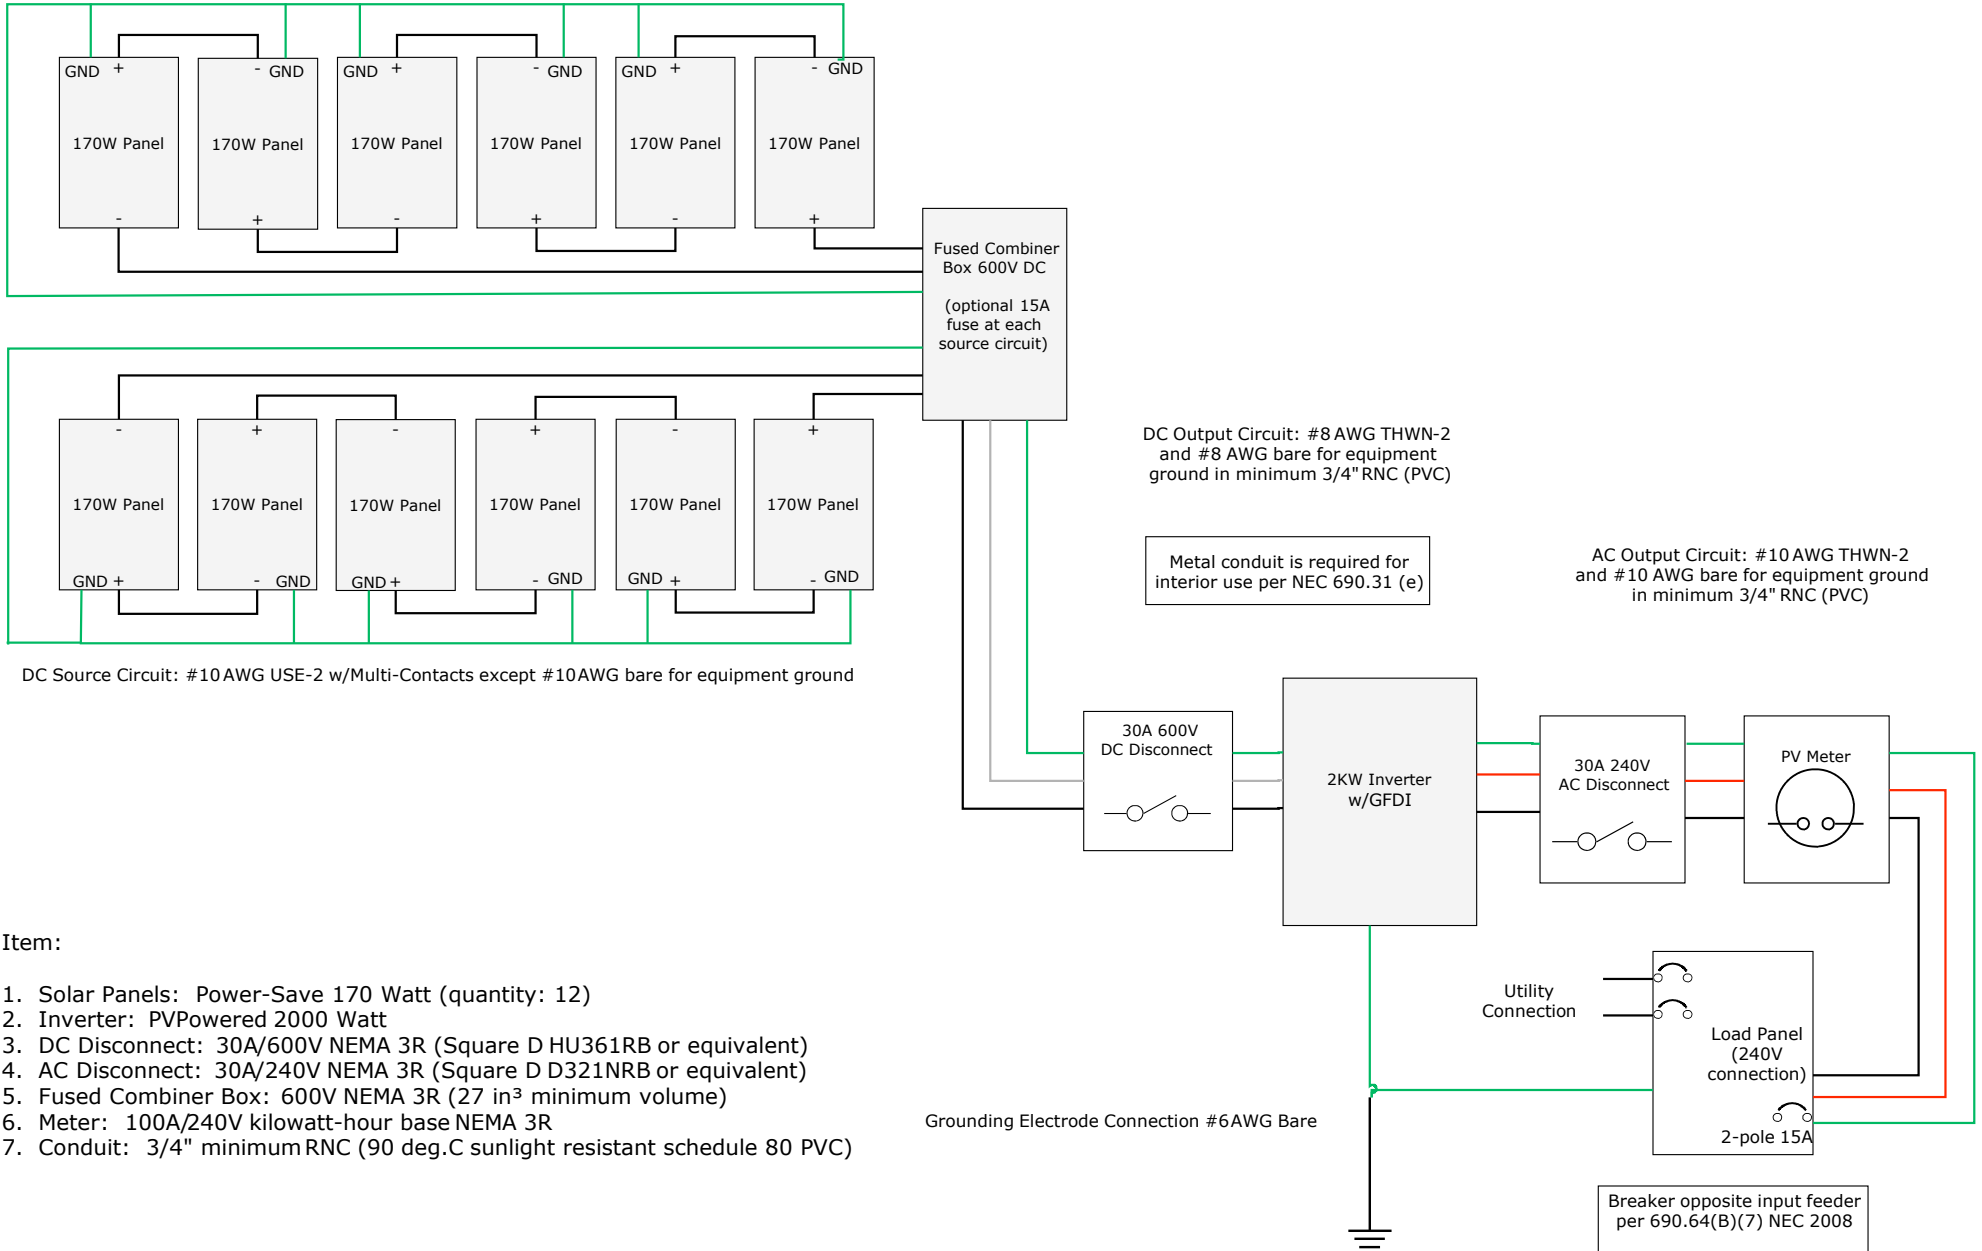 GND + - GND GND + - GND GND + - GND
170W Panel 170W Panel 170W Panel 170W Panel 170W Panel 170W Panel
- + - + - +
Fused Combiner
Box 600V DC
(optional 15A
fuse at each
source circuit)
- + - + - +
170W Panel 170W Panel 170W Panel 170W Panel 170W Panel 170W Panel
GND + - GND GND + - GND GND + - GND
DC Source Circuit: #10 AWG USE-2 w/Multi-Contacts except #10 AWG bare for equipment ground
DC Output Circuit: #8 AWG THWN-2
and #8 AWG bare for equipment
ground in minimum 3/4" RNC (PVC)
Metal conduit is required for
interior use per NEC 690.31 (e)
AC Output Circuit: #10 AWG THWN-2
and #10 AWG bare for equipment ground
in minimum 3/4" RNC (PVC)
30A 600V
DC Disconnect
2KW Inverter
w/GFDI
30A 240V
AC Disconnect
PV Meter
Utility
Connection
Load Panel
(240V
connection)
2-pole 15A
Grounding Electrode Connection #6 AWG Bare
Breaker opposite input feeder
per 690.64(B)(7) NEC 2008
Item:
1. Solar Panels: Power-Save 170 Watt (quantity: 12)
2. Inverter: PVPowered 2000 Watt
3. DC Disconnect: 30A/600V NEMA 3R (Square D HU361RB or equivalent)
4. AC Disconnect: 30A/240V NEMA 3R (Square D D321NRB or equivalent)
5. Fused Combiner Box: 600V NEMA 3R (27 in³ minimum volume)
6. Meter: 100A/240V kilowatt-hour base NEMA 3R
7. Conduit: 3/4" minimum RNC (90 deg.C sunlight resistant schedule 80 PVC)